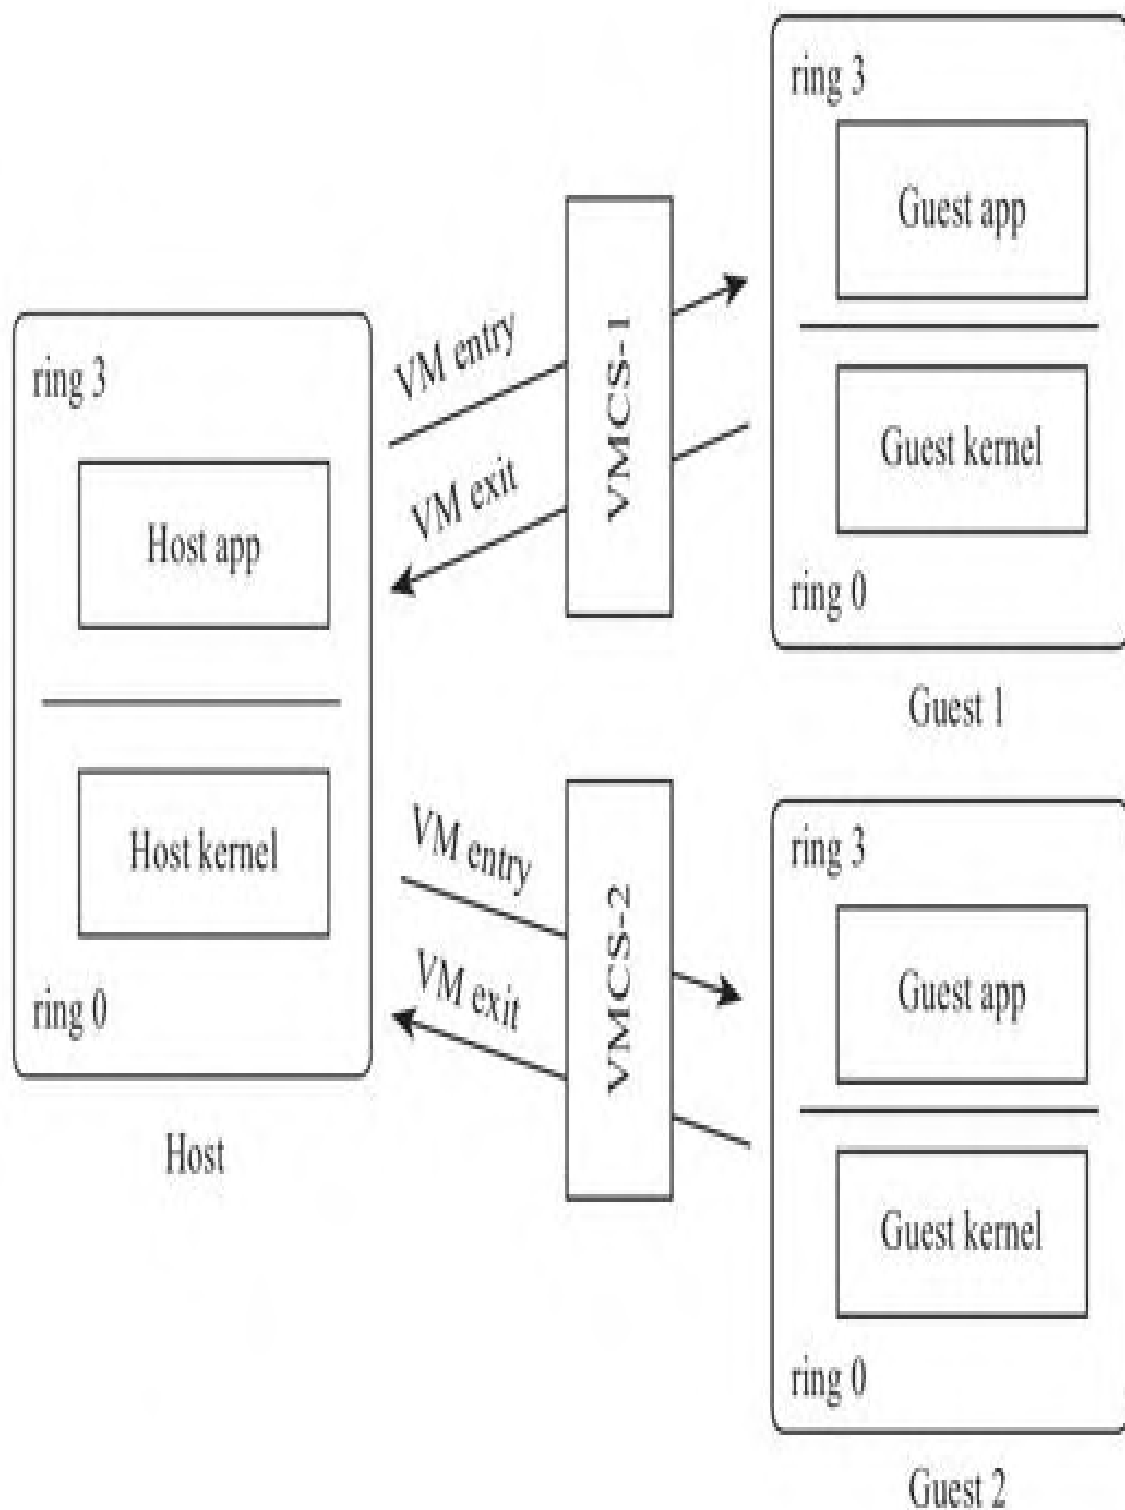 ring 3
Host app
Host kernel
ring 0
Host
VM entry
VM exit
VMCS-1
VM entry
VM exit
VMCS-2
ring 3
Guest app
Guest kernel
ring 0
Guest 1
ring 3
Guest app
Guest kernel
ring 0
Guest 2